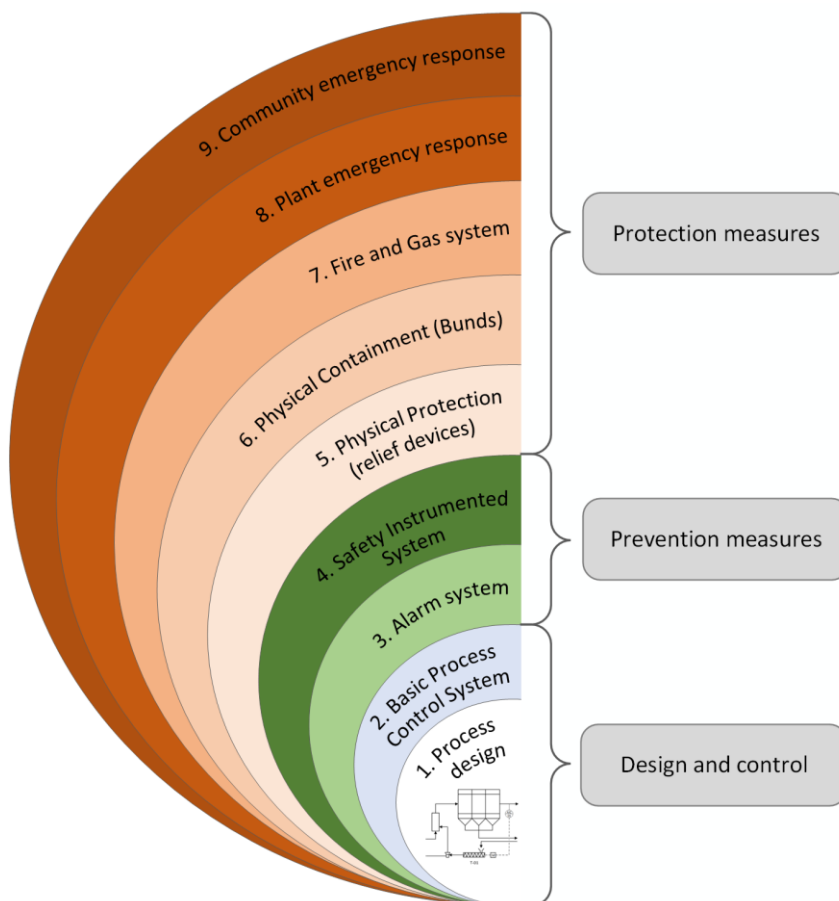 9. Community emergency response
8. Plant emergency response
7. Fire and Gas system
6. Physical Containment (Bunds)
5. Physical Protection
(relief devices)
4. Safety Instrumented
System
3. Alarm system
2. Basic Process
Control System
1. Process
design
Protection measures
Prevention measures
Design and control